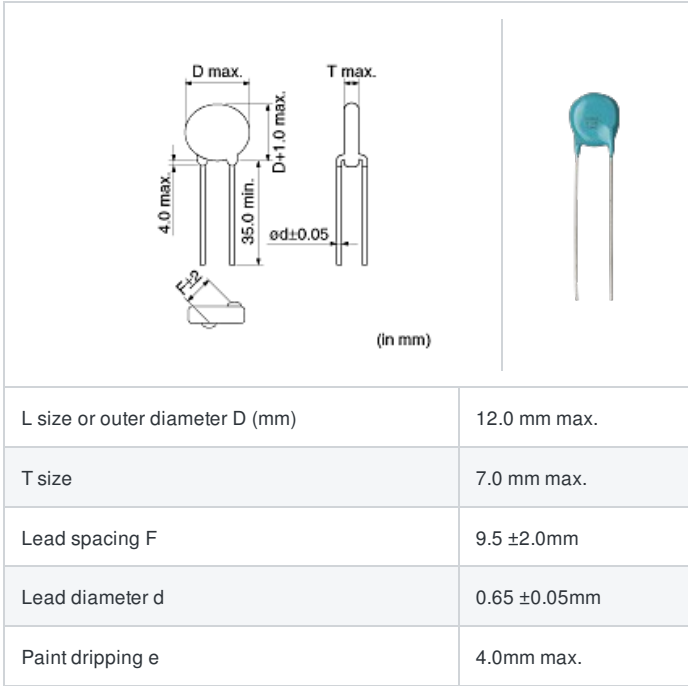 D max.
T max.
D+1.0 max.
4.0 max.
35.0 min.
ød±0.05
F±2
(in mm)
L size or outer diameter D (mm)
12.0 mm max.
T size
7.0 mm max.
Lead spacing F
9.5 ±2.0mm
Lead diameter d
0.65 ±0.05mm
Paint dripping e
4.0mm max.